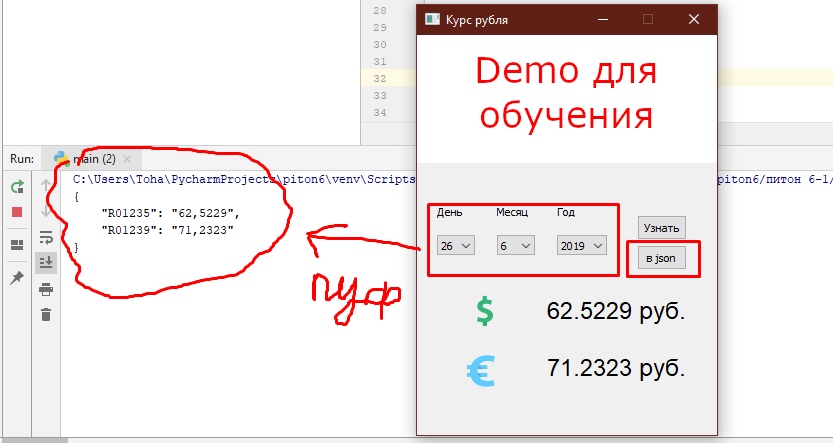 28
29
30
31
32
33
34
Run:
main (2)
C:\Users\Toha\PycharmProjects\piton6\venv\Scripts
piton6/питон 6-1/
{
"R01235": "62,5229",
"R01239": "71,2323"
}
пуф
Курс рубля
Demo для
обучения
День Месяц Год
26 6 2019
Узнать
в json
$ 62.5229 руб.
€ 71.2323 руб.